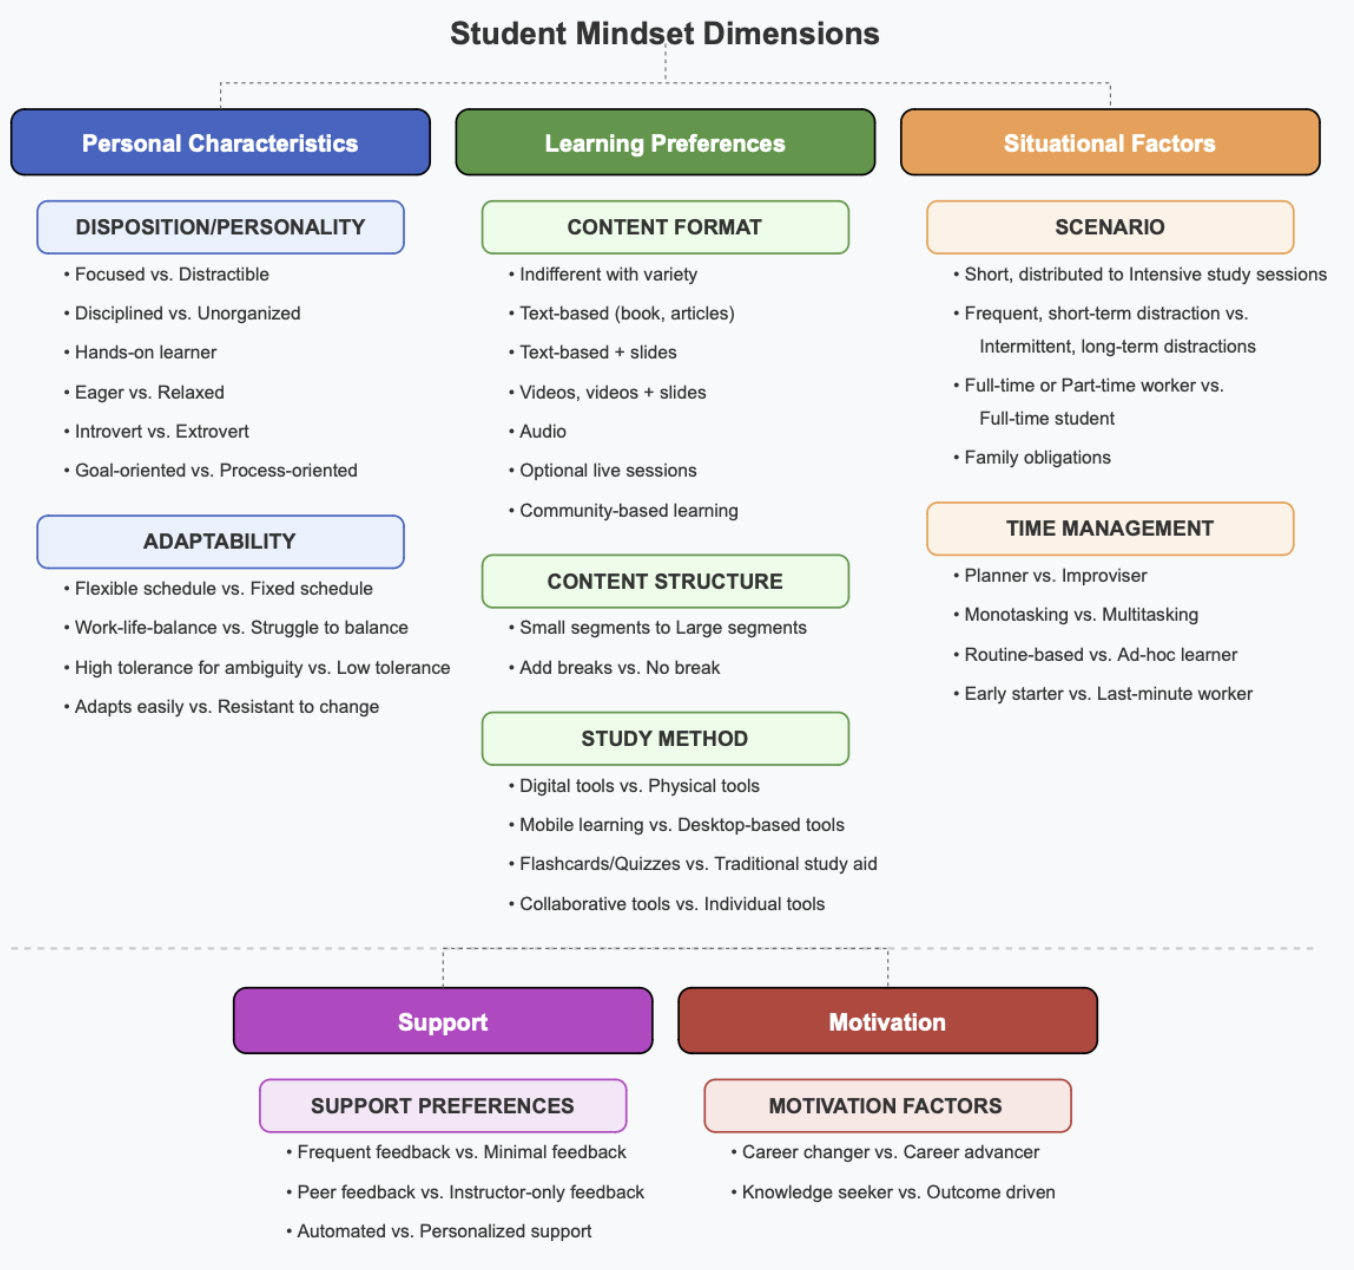 Student Mindset Dimensions
Personal Characteristics
DISPOSITION/PERSONALITY
• Focused vs. Distractible
• Disciplined vs. Unorganized
• Hands-on learner
• Eager vs. Relaxed
• Introvert vs. Extrovert
• Goal-oriented vs. Process-oriented
ADAPTABILITY
• Flexible schedule vs. Fixed schedule
• Work-life-balance vs. Struggle to balance
• High tolerance for ambiguity vs. Low tolerance
• Adapts easily vs. Resistant to change
Learning Preferences
CONTENT FORMAT
• Indifferent with variety
• Text-based (book, articles)
• Text-based + slides
• Videos, videos + slides
• Audio
• Optional live sessions
• Community-based learning
CONTENT STRUCTURE
• Small segments to Large segments
• Add breaks vs. No break
STUDY METHOD
• Digital tools vs. Physical tools
• Mobile learning vs. Desktop-based tools
• Flashcards/Quizzes vs. Traditional study aid
• Collaborative tools vs. Individual tools
Situational Factors
SCENARIO
• Short, distributed to Intensive study sessions
• Frequent, short-term distraction vs.
Intermittent, long-term distractions
• Full-time or Part-time worker vs.
Full-time student
• Family obligations
TIME MANAGEMENT
• Planner vs. Improviser
• Monotasking vs. Multitasking
• Routine-based vs. Ad-hoc learner
• Early starter vs. Last-minute worker
Support
SUPPORT PREFERENCES
• Frequent feedback vs. Minimal feedback
• Peer feedback vs. Instructor-only feedback
• Automated vs. Personalized support
Motivation
MOTIVATION FACTORS
• Career changer vs. Career advancer
• Knowledge seeker vs. Outcome driven